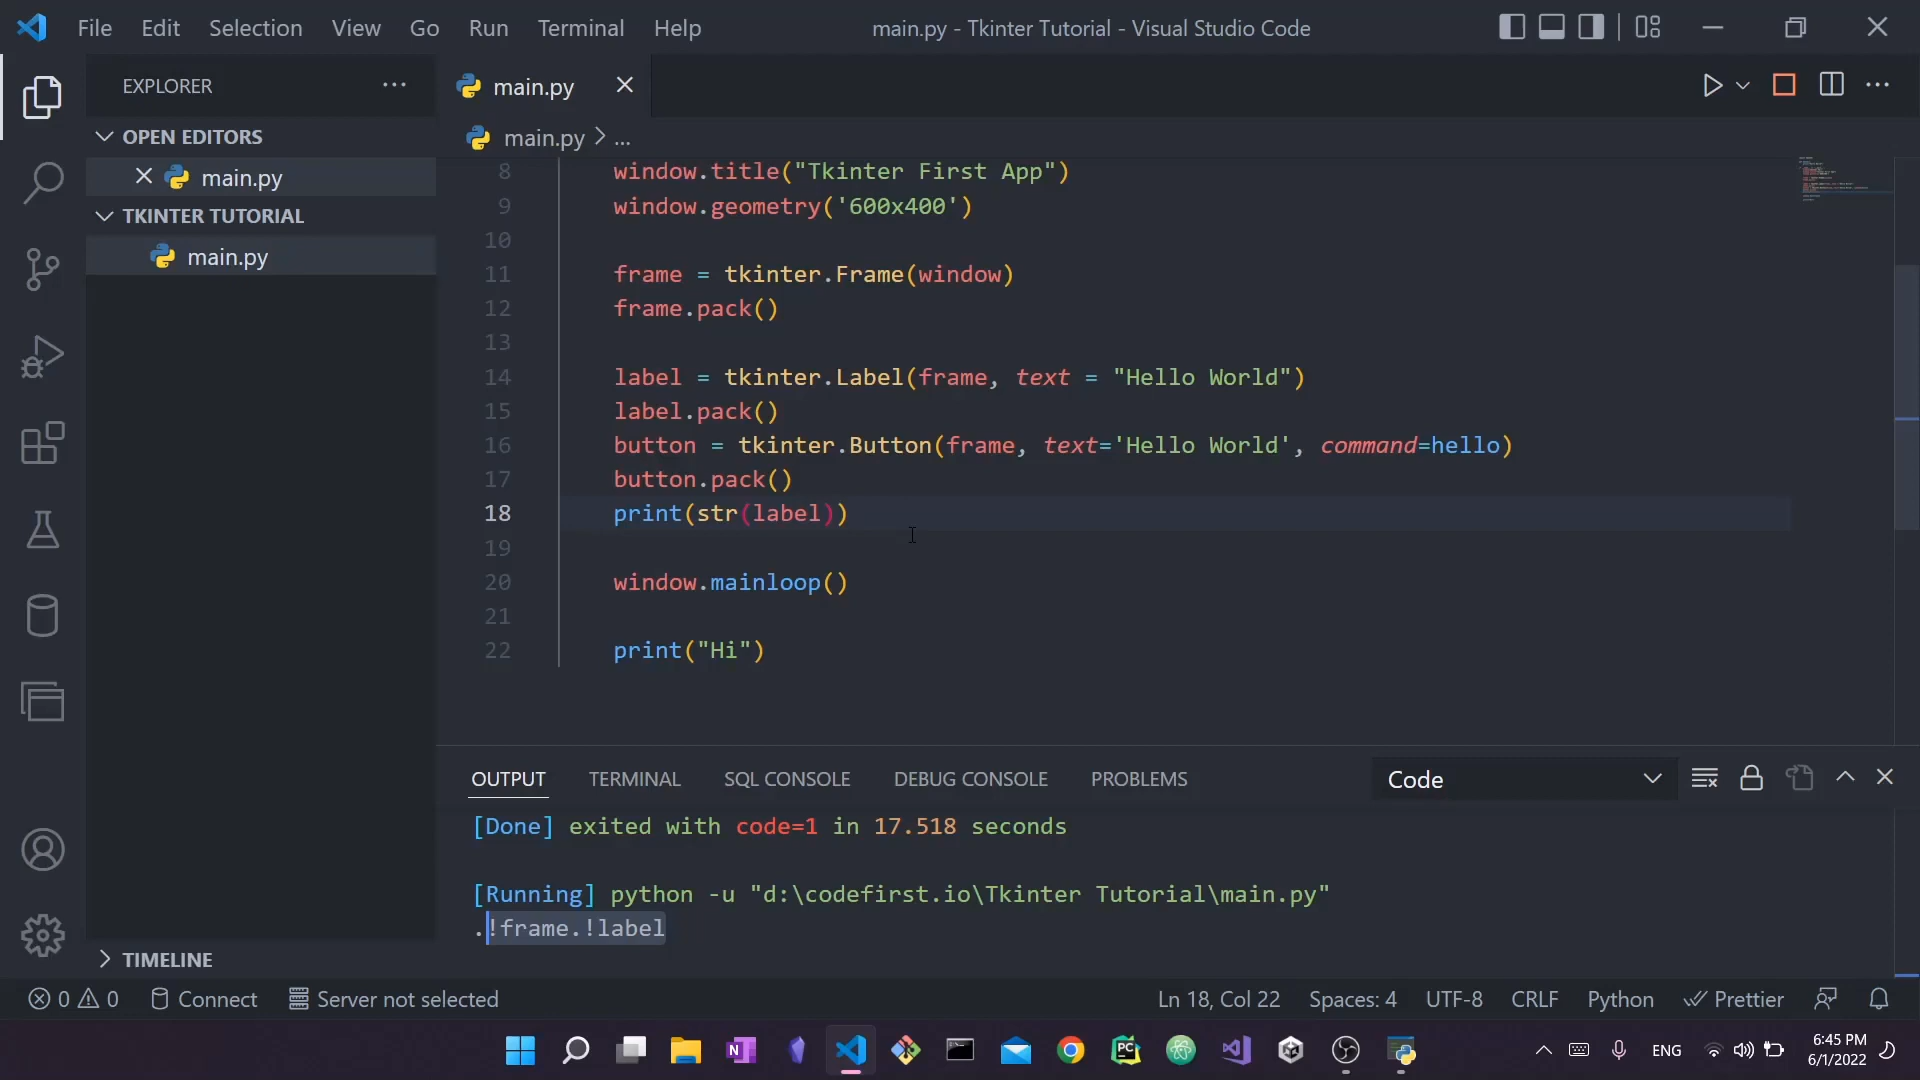 File Edit Selection View Go Run Terminal Help main.py - Tkinter Tutorial - Visual Studio Code
EXPLORER
OPEN EDITORS
main.py
TKINTER TUTORIAL
main.py
TIMELINE
main.py
main.py > ...
8 window.title("Tkinter First App")
9 window.geometry('600x400')
10
11 frame = tkinter.Frame(window)
12 frame.pack()
13
14 label = tkinter.Label(frame, text = "Hello World")
15 label.pack()
16 button = tkinter.Button(frame, text='Hello World', command=hello)
17 button.pack()
18 print(str(label))
19
20 window.mainloop()
21
22 print("Hi")
OUTPUT TERMINAL SQL CONSOLE DEBUG CONSOLE PROBLEMS Code
[Done] exited with code=1 in 17.518 seconds
[Running] python -u "d:\codefirst.io\Tkinter Tutorial\main.py"
.!frame.!label
0 0 Connect Server not selected Ln 18, Col 22 Spaces: 4 UTF-8 CRLF Python Prettier
ENG
6:45 PM
6/1/2022